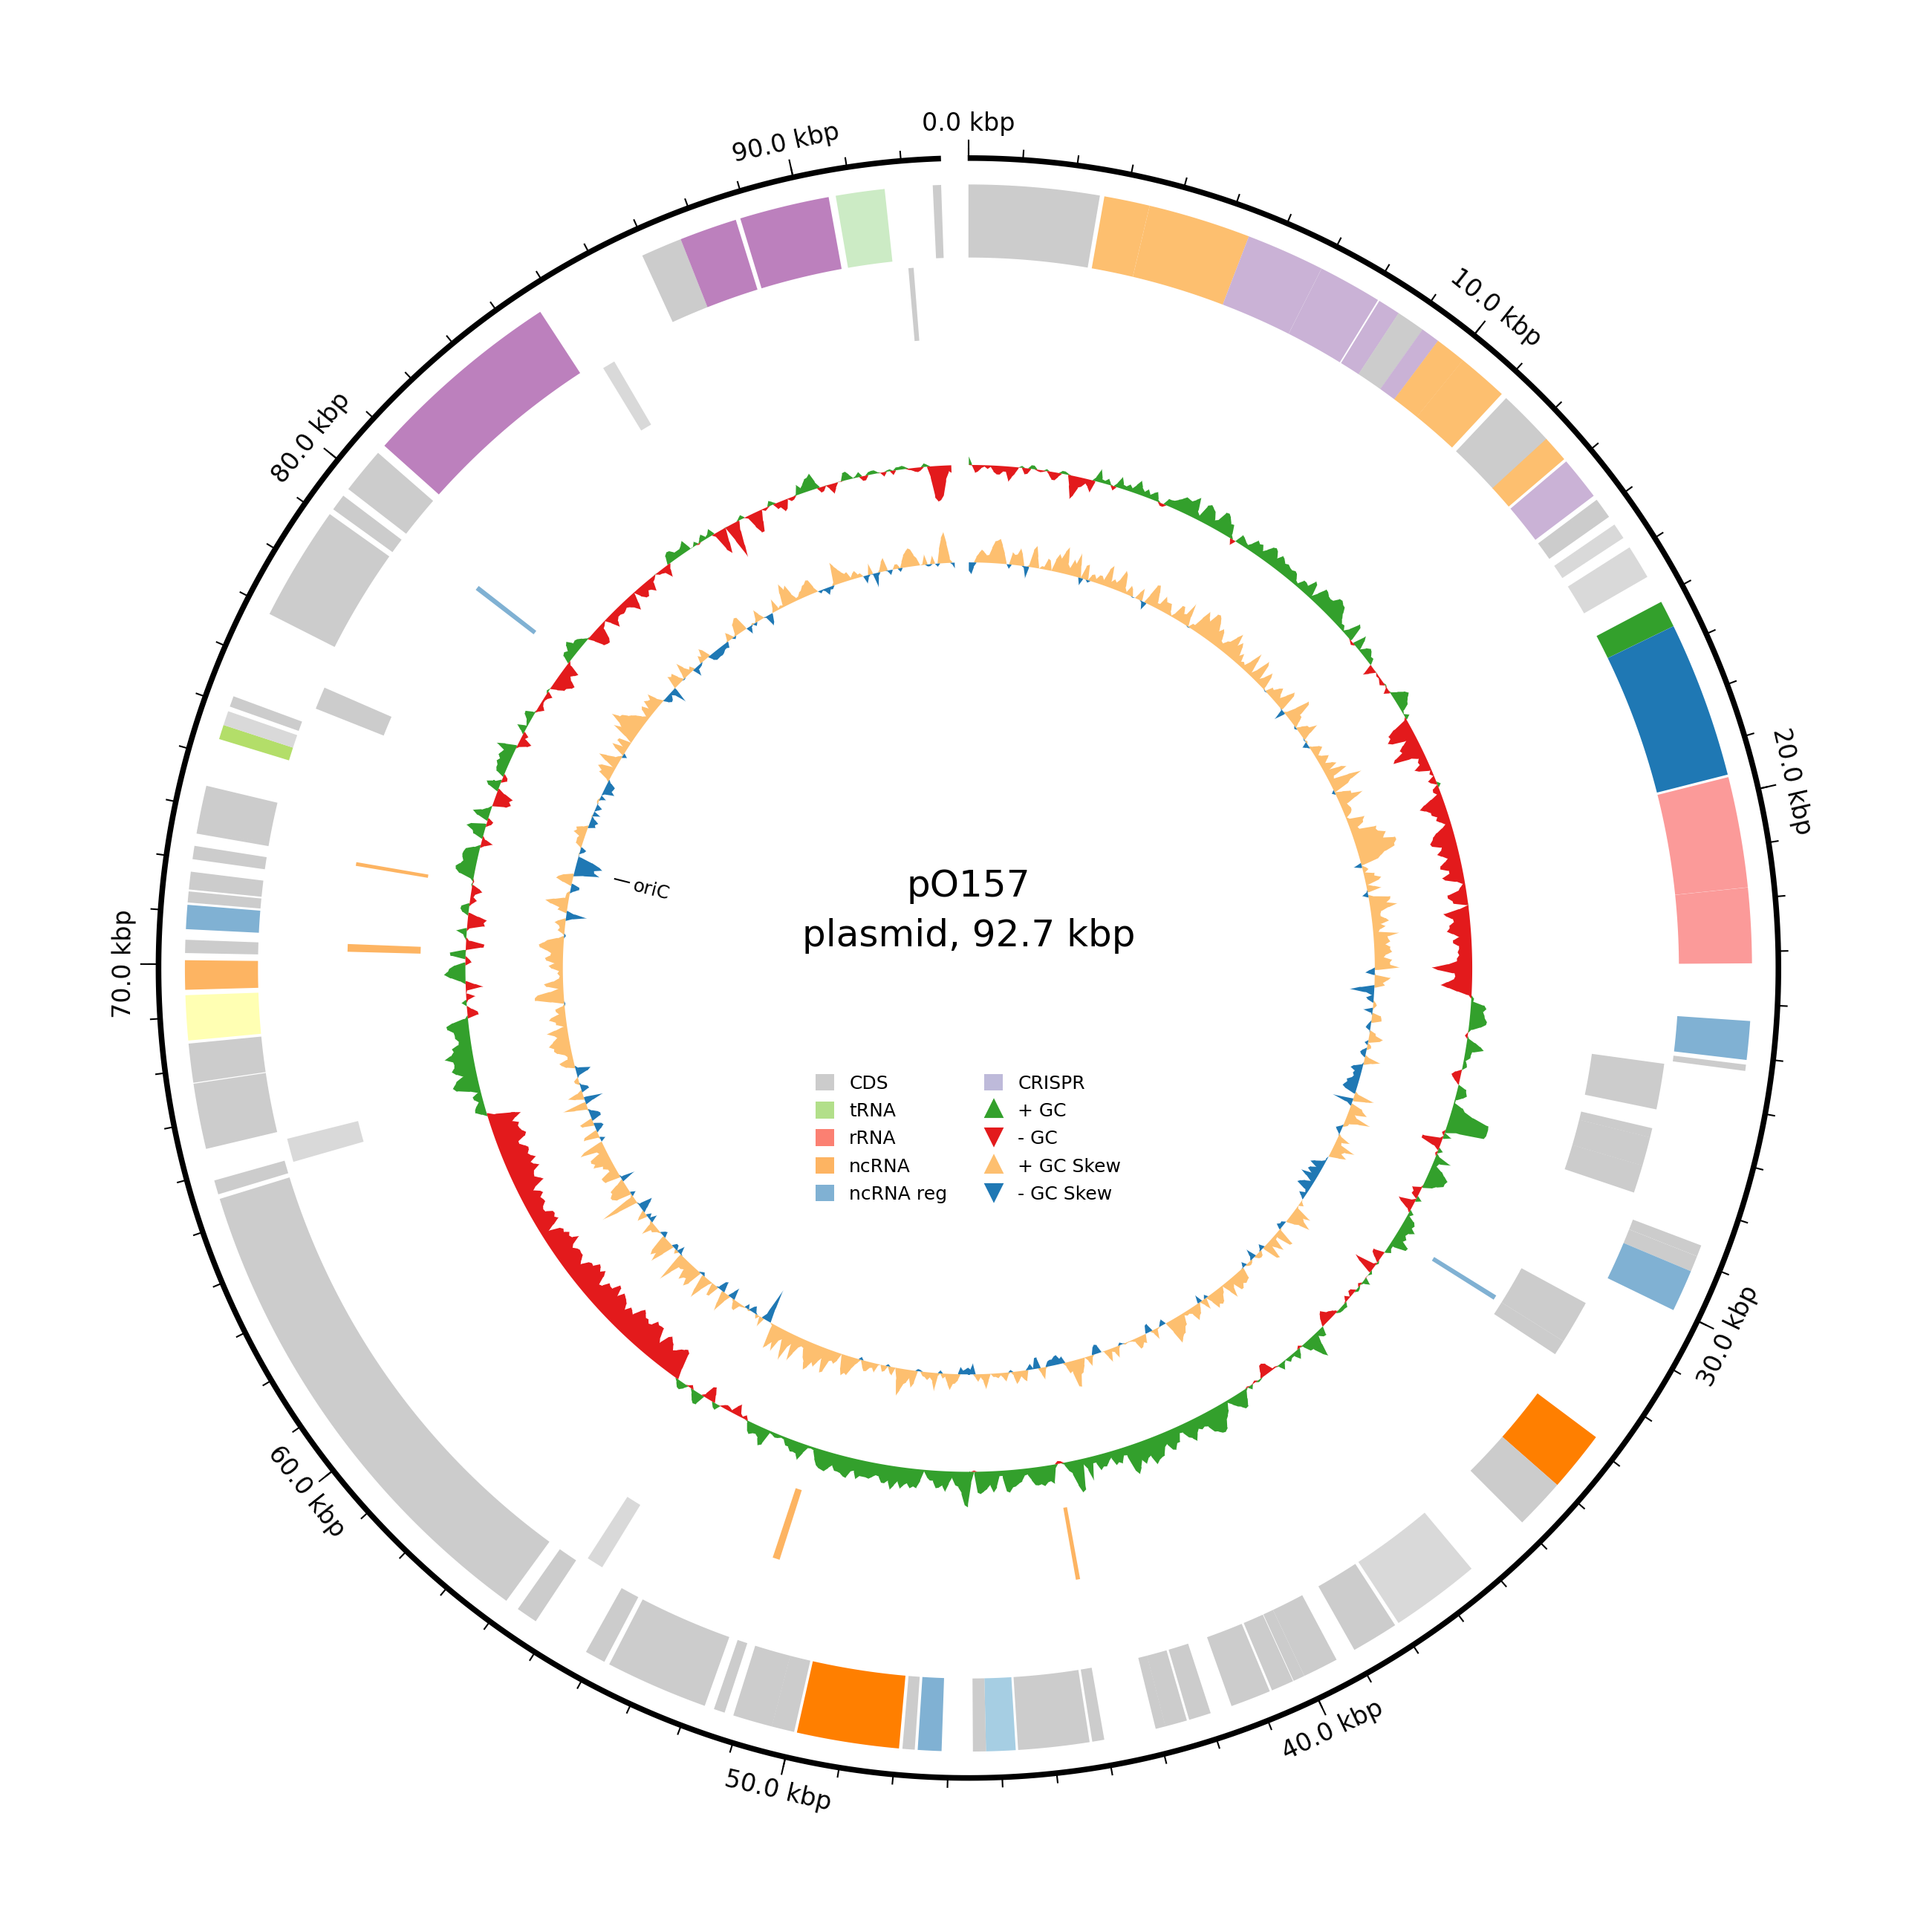 0.0 kbp
10.0 kbp
20.0 kbp
30.0 kbp
40.0 kbp
50.0 kbp
60.0 kbp
70.0 kbp
80.0 kbp
90.0 kbp
oriC
pO157
plasmid, 92.7 kbp
CDS
tRNA
rRNA
ncRNA
ncRNA reg
CRISPR
+ GC
- GC
+ GC Skew
- GC Skew